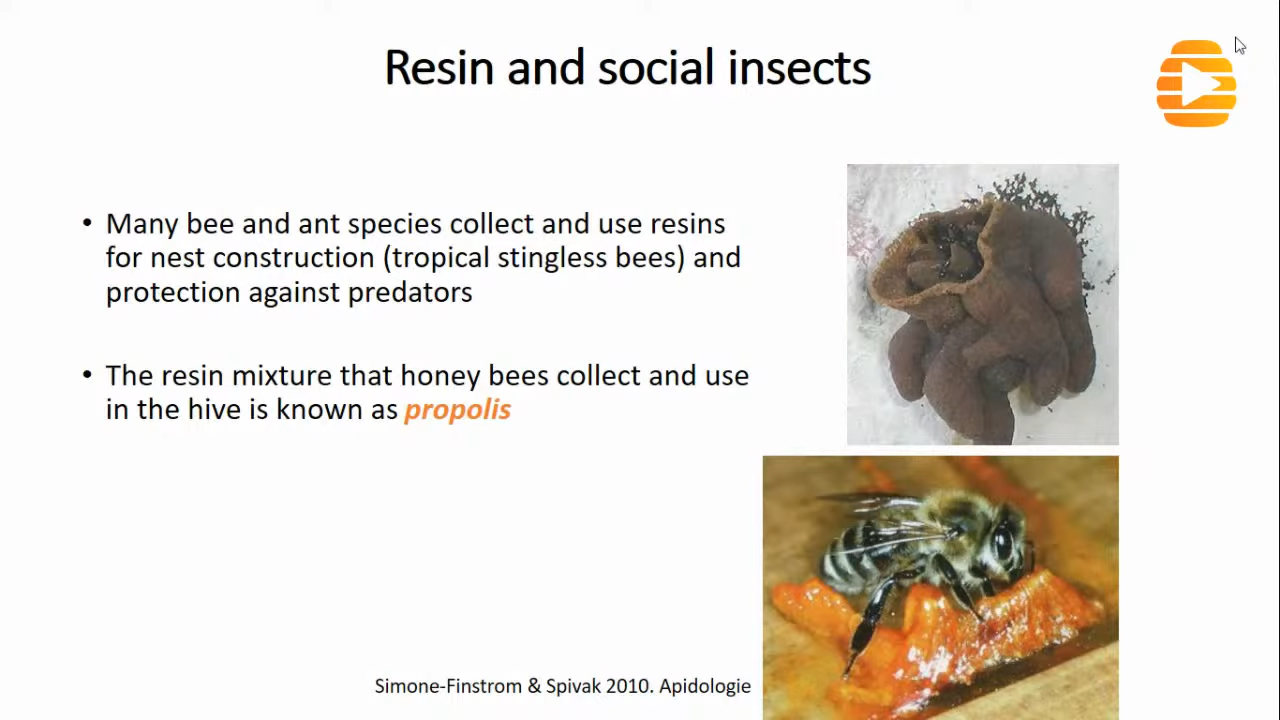 Resin and social insects
• Many bee and ant species collect and use resins
for nest construction (tropical stingless bees) and
protection against predators
• The resin mixture that honey bees collect and use
in the hive is known as propolis
Simone-Finstrom & Spivak 2010. Apidologie